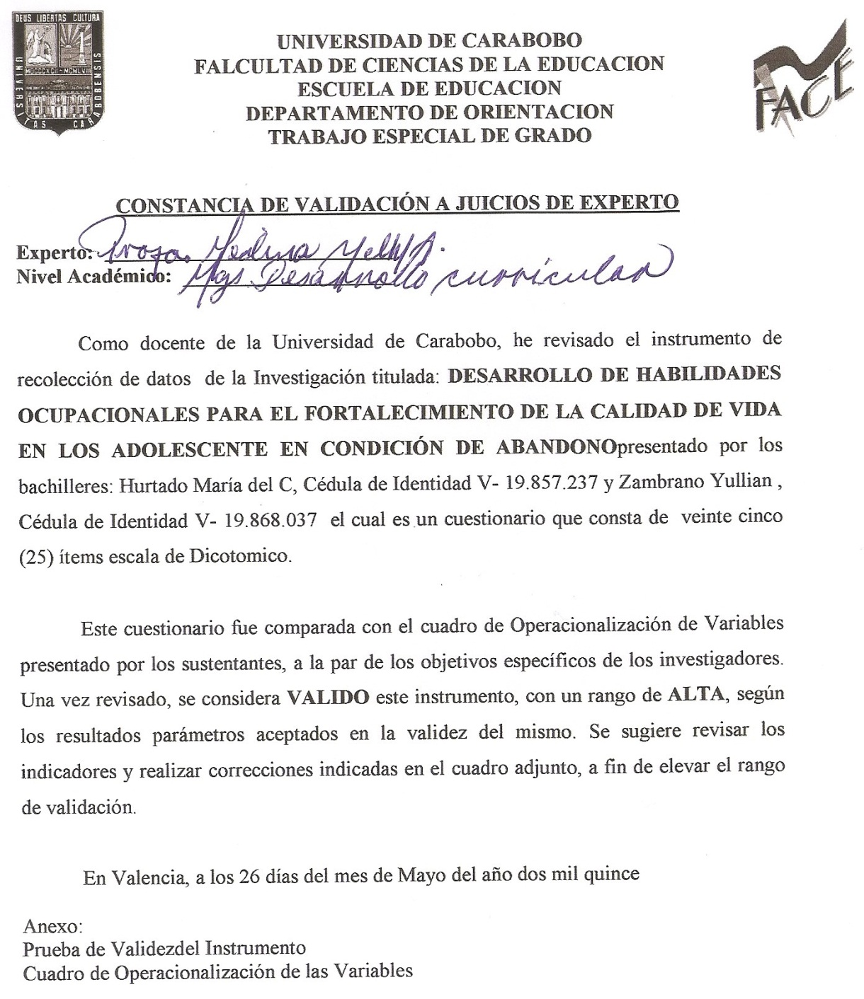 DEUS LIBERTAS CULTURA
UNIVERSITAS CARABOBENSIS
MDCCCXCII - MCMLVIII
FACE
UNIVERSIDAD DE CARABOBO
FALCULTAD DE CIENCIAS DE LA EDUCACION
ESCUELA DE EDUCACION
DEPARTAMENTO DE ORIENTACION
TRABAJO ESPECIAL DE GRADO
CONSTANCIA DE VALIDACIÓN A JUICIOS DE EXPERTO
Experto: Profa. Medina
Nivel Académico: Mgs Desarrollo curricular
Como docente de la Universidad de Carabobo, he revisado el instrumento de
recolección de datos de la Investigación titulada: DESARROLLO DE HABILIDADES
OCUPACIONALES PARA EL FORTALECIMIENTO DE LA CALIDAD DE VIDA
EN LOS ADOLESCENTE EN CONDICIÓN DE ABANDONOpresentado por los
bachilleres: Hurtado María del C, Cédula de Identidad V- 19.857.237 y Zambrano Yullian ,
Cédula de Identidad V- 19.868.037 el cual es un cuestionario que consta de veinte cinco
(25) ítems escala de Dicotomico.
Este cuestionario fue comparada con el cuadro de Operacionalización de Variables
presentado por los sustentantes, a la par de los objetivos específicos de los investigadores.
Una vez revisado, se considera VALIDO este instrumento, con un rango de ALTA, según
los resultados parámetros aceptados en la validez del mismo. Se sugiere revisar los
indicadores y realizar correcciones indicadas en el cuadro adjunto, a fin de elevar el rango
de validación.
En Valencia, a los 26 días del mes de Mayo del año dos mil quince
Anexo:
Prueba de Validezdel Instrumento
Cuadro de Operacionalización de las Variables